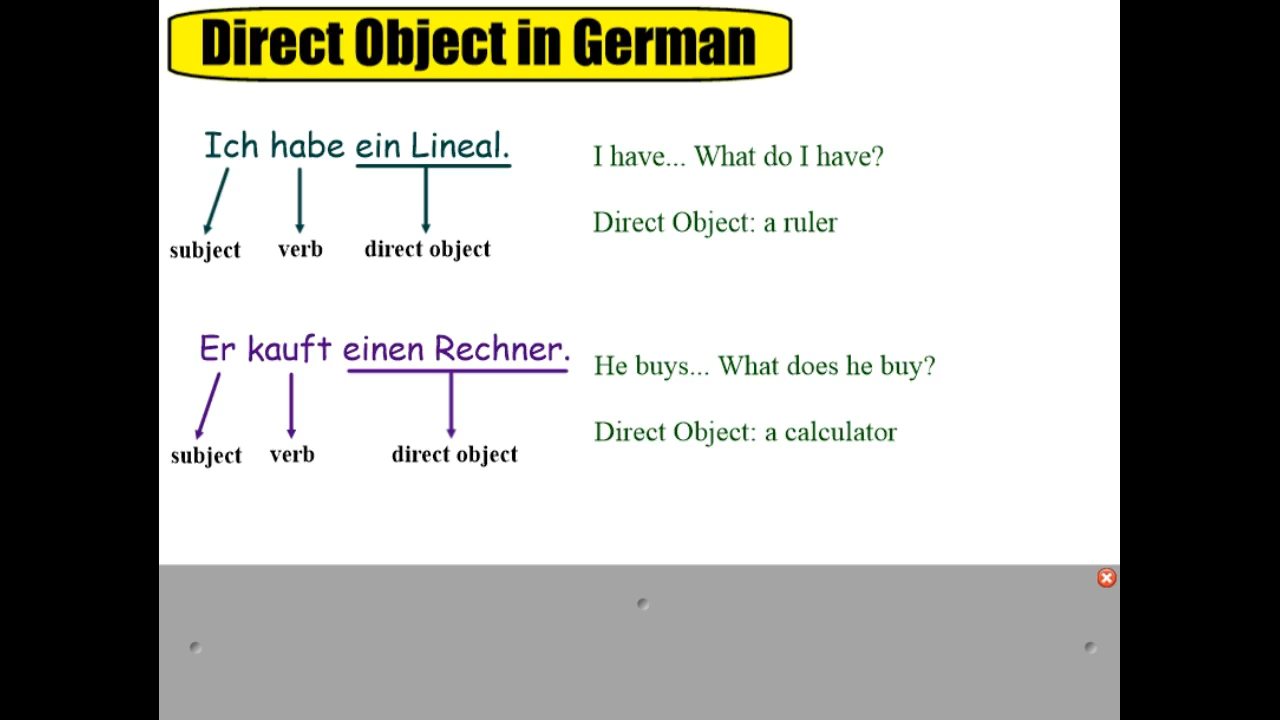 Direct Object in German
Ich habe ein Lineal.
I have... What do I have?
Direct Object: a ruler
subject verb direct object
Er kauft einen Rechner.
He buys... What does he buy?
Direct Object: a calculator
subject verb direct object